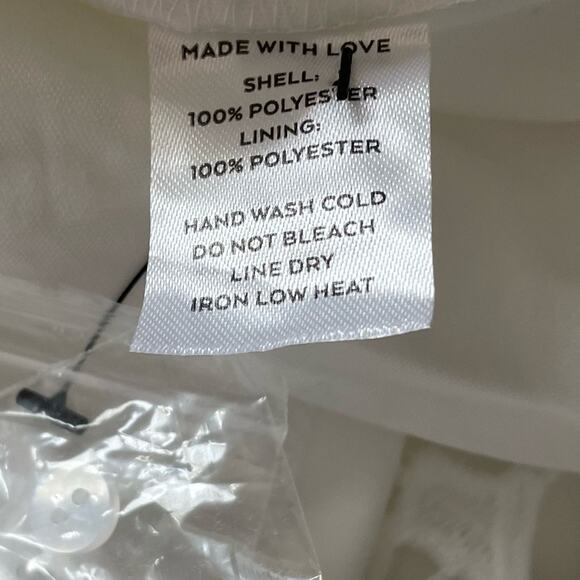 MADE WITH LOVE
SHELL:
100% POLYESTER
LINING:
100% POLYESTER
HAND WASH COLD
DO NOT BLEACH
LINE DRY
IRON LOW HEAT